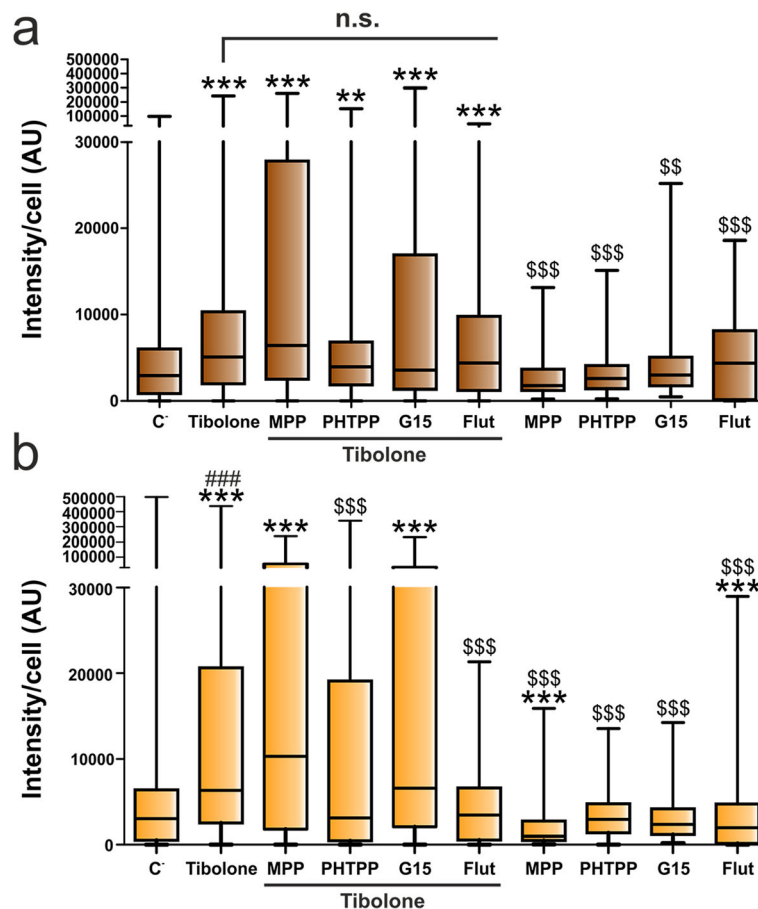 a
n.s.
Intensity/cell (AU)
500000
400000
300000
200000
100000
30000
20000
10000
0
*** *** ** *** *** $$$ $$$ $$ $$$
C- Tibolone MPP PHTPP G15 Flut MPP PHTPP G15 Flut
Tibolone
b
Intensity/cell (AU)
500000
400000
300000
200000
100000
30000
20000
10000
0
### $$$ $$$ $$$ $$$ $$$ $$$
*** *** *** *** ***
C- Tibolone MPP PHTPP G15 Flut MPP PHTPP G15 Flut
Tibolone